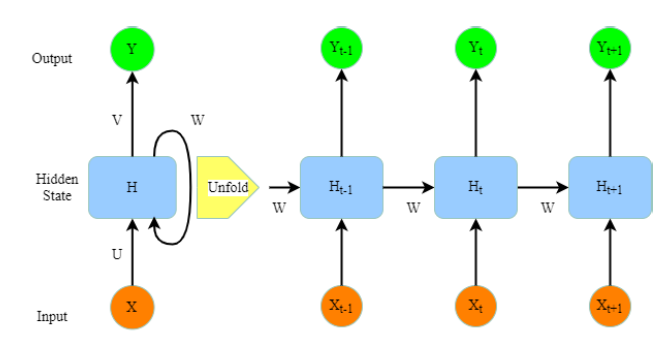 Output
Y
Y_{t-1}
Y_t
Y_{t+1}
V
W
Hidden
State
H
Unfold
W
H_{t-1}
W
H_t
W
H_{t+1}
U
Input
X
X_{t-1}
X_t
X_{t+1}